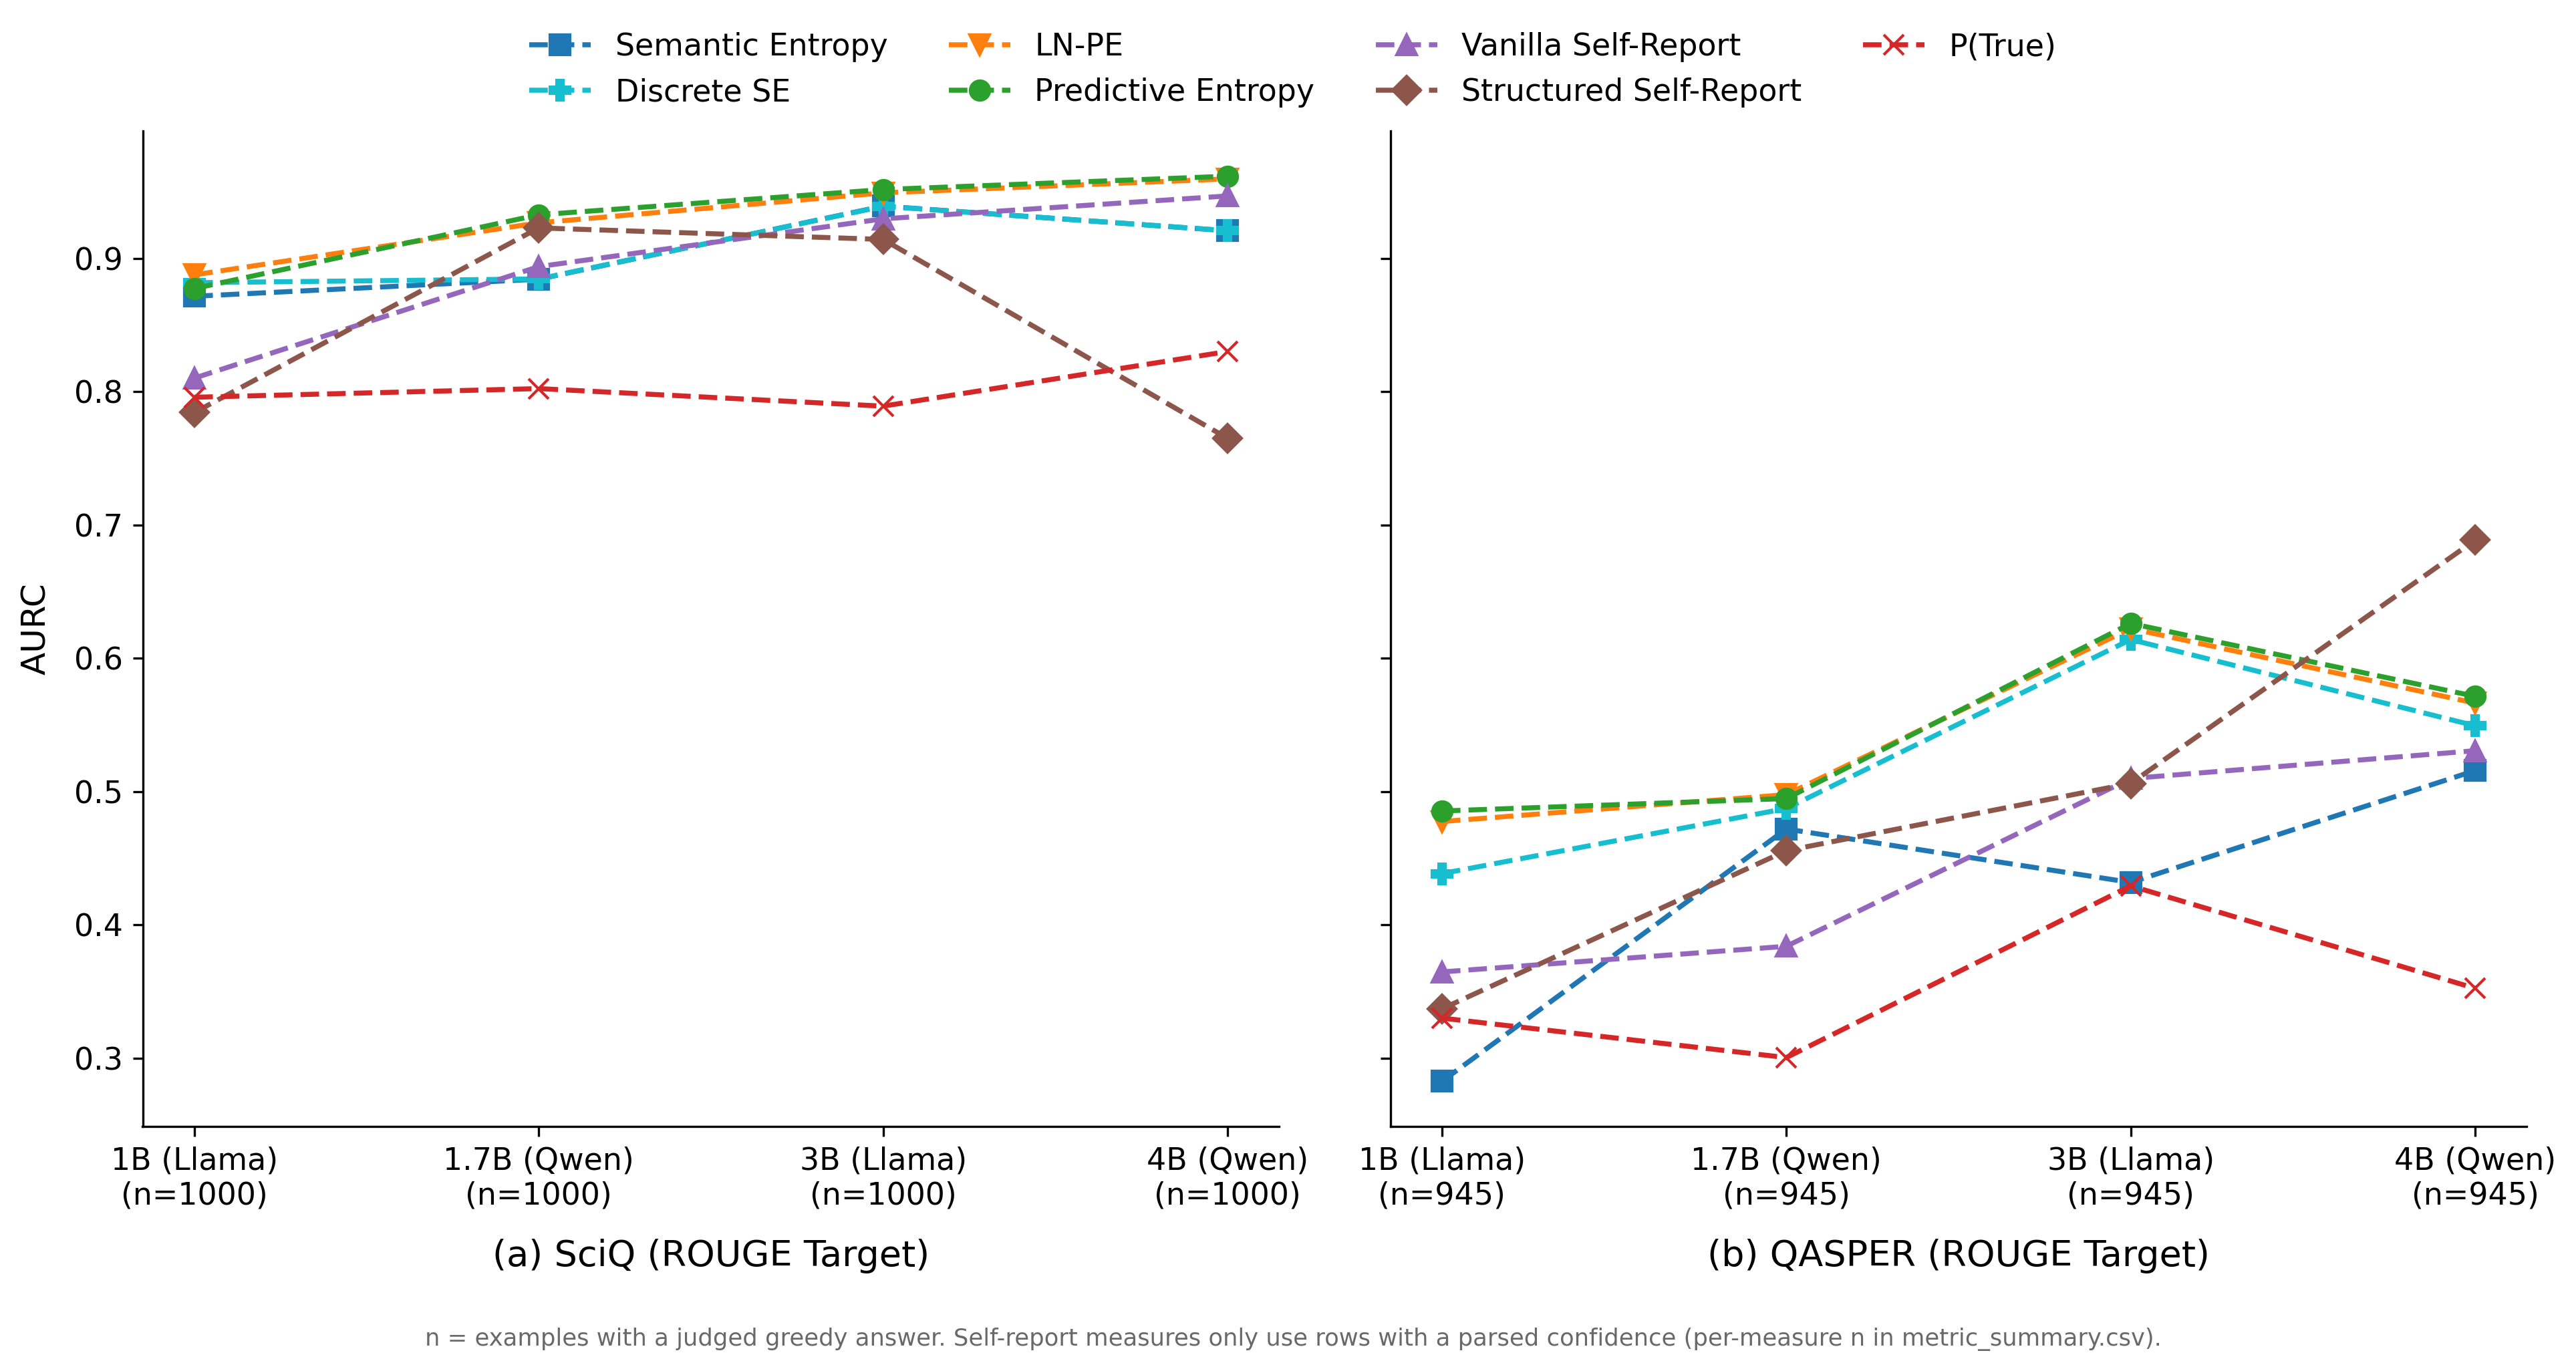 Semantic Entropy LN-PE Vanilla Self-Report P(True)
Discrete SE Predictive Entropy Structured Self-Report
AURC
0.9
0.8
0.7
0.6
0.5
0.4
0.3
1B (Llama) 1.7B (Qwen) 3B (Llama) 4B (Qwen) 1B (Llama) 1.7B (Qwen) 3B (Llama) 4B (Qwen)
(n=1000) (n=1000) (n=1000) (n=1000) (n=945) (n=945) (n=945) (n=945)
(a) SciQ (ROUGE Target) (b) QASPER (ROUGE Target)
n = examples with a judged greedy answer. Self-report measures only use rows with a parsed confidence (per-measure n in metric_summary.csv).